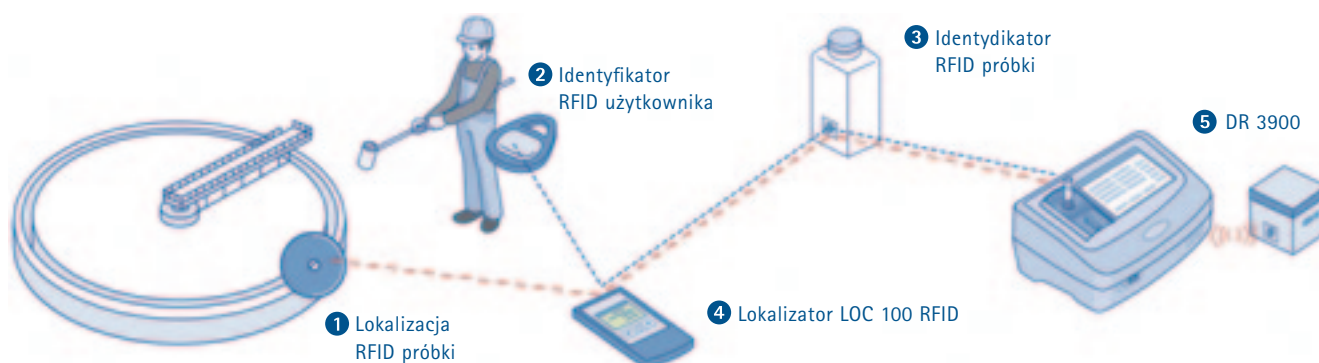 1 Lokalizacja
RFID próbki
2 Identyfikator
RFID użytkownika
3 Identydikator
RFID próbki
4 Lokalizator LOC 100 RFID
5 DR 3900